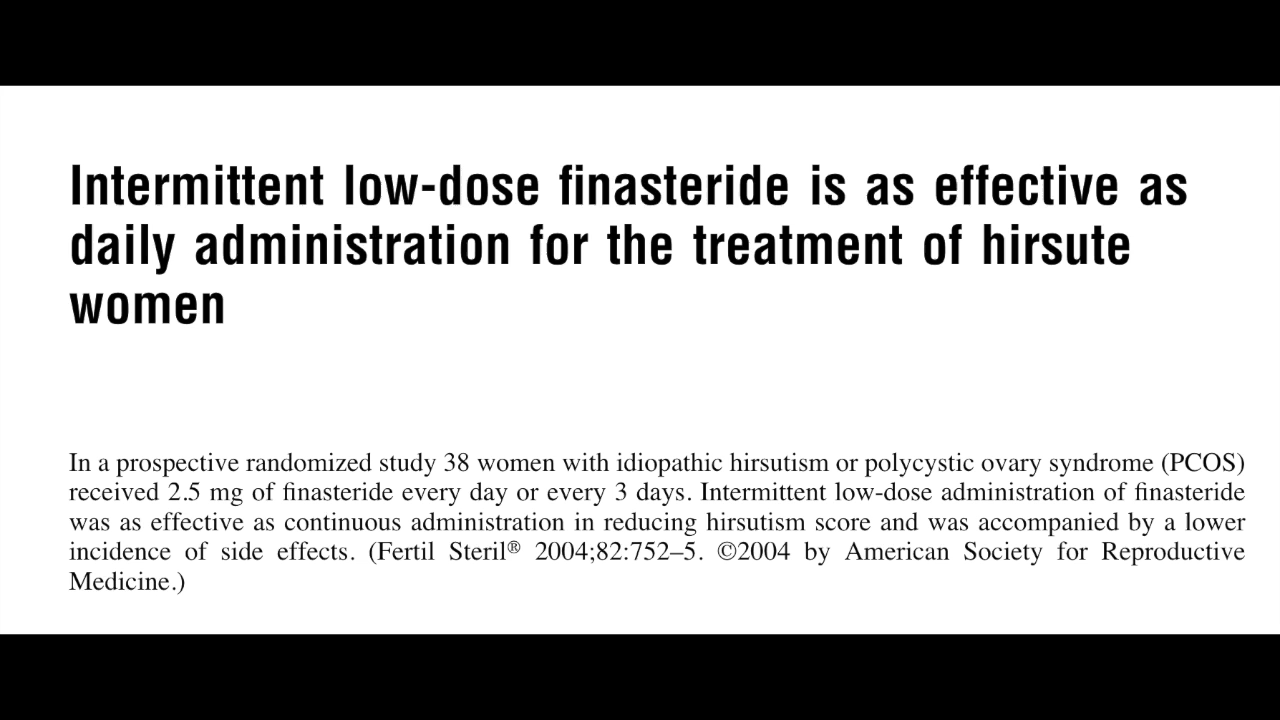 Intermittent low-dose finasteride is as effective as
daily administration for the treatment of hirsute
women
In a prospective randomized study 38 women with idiopathic hirsutism or polycystic ovary syndrome (PCOS)
received 2.5 mg of finasteride every day or every 3 days. Intermittent low-dose administration of finasteride
was as effective as continuous administration in reducing hirsutism score and was accompanied by a lower
incidence of side effects. (Fertil Steril® 2004;82:752–5. ©2004 by American Society for Reproductive
Medicine.)